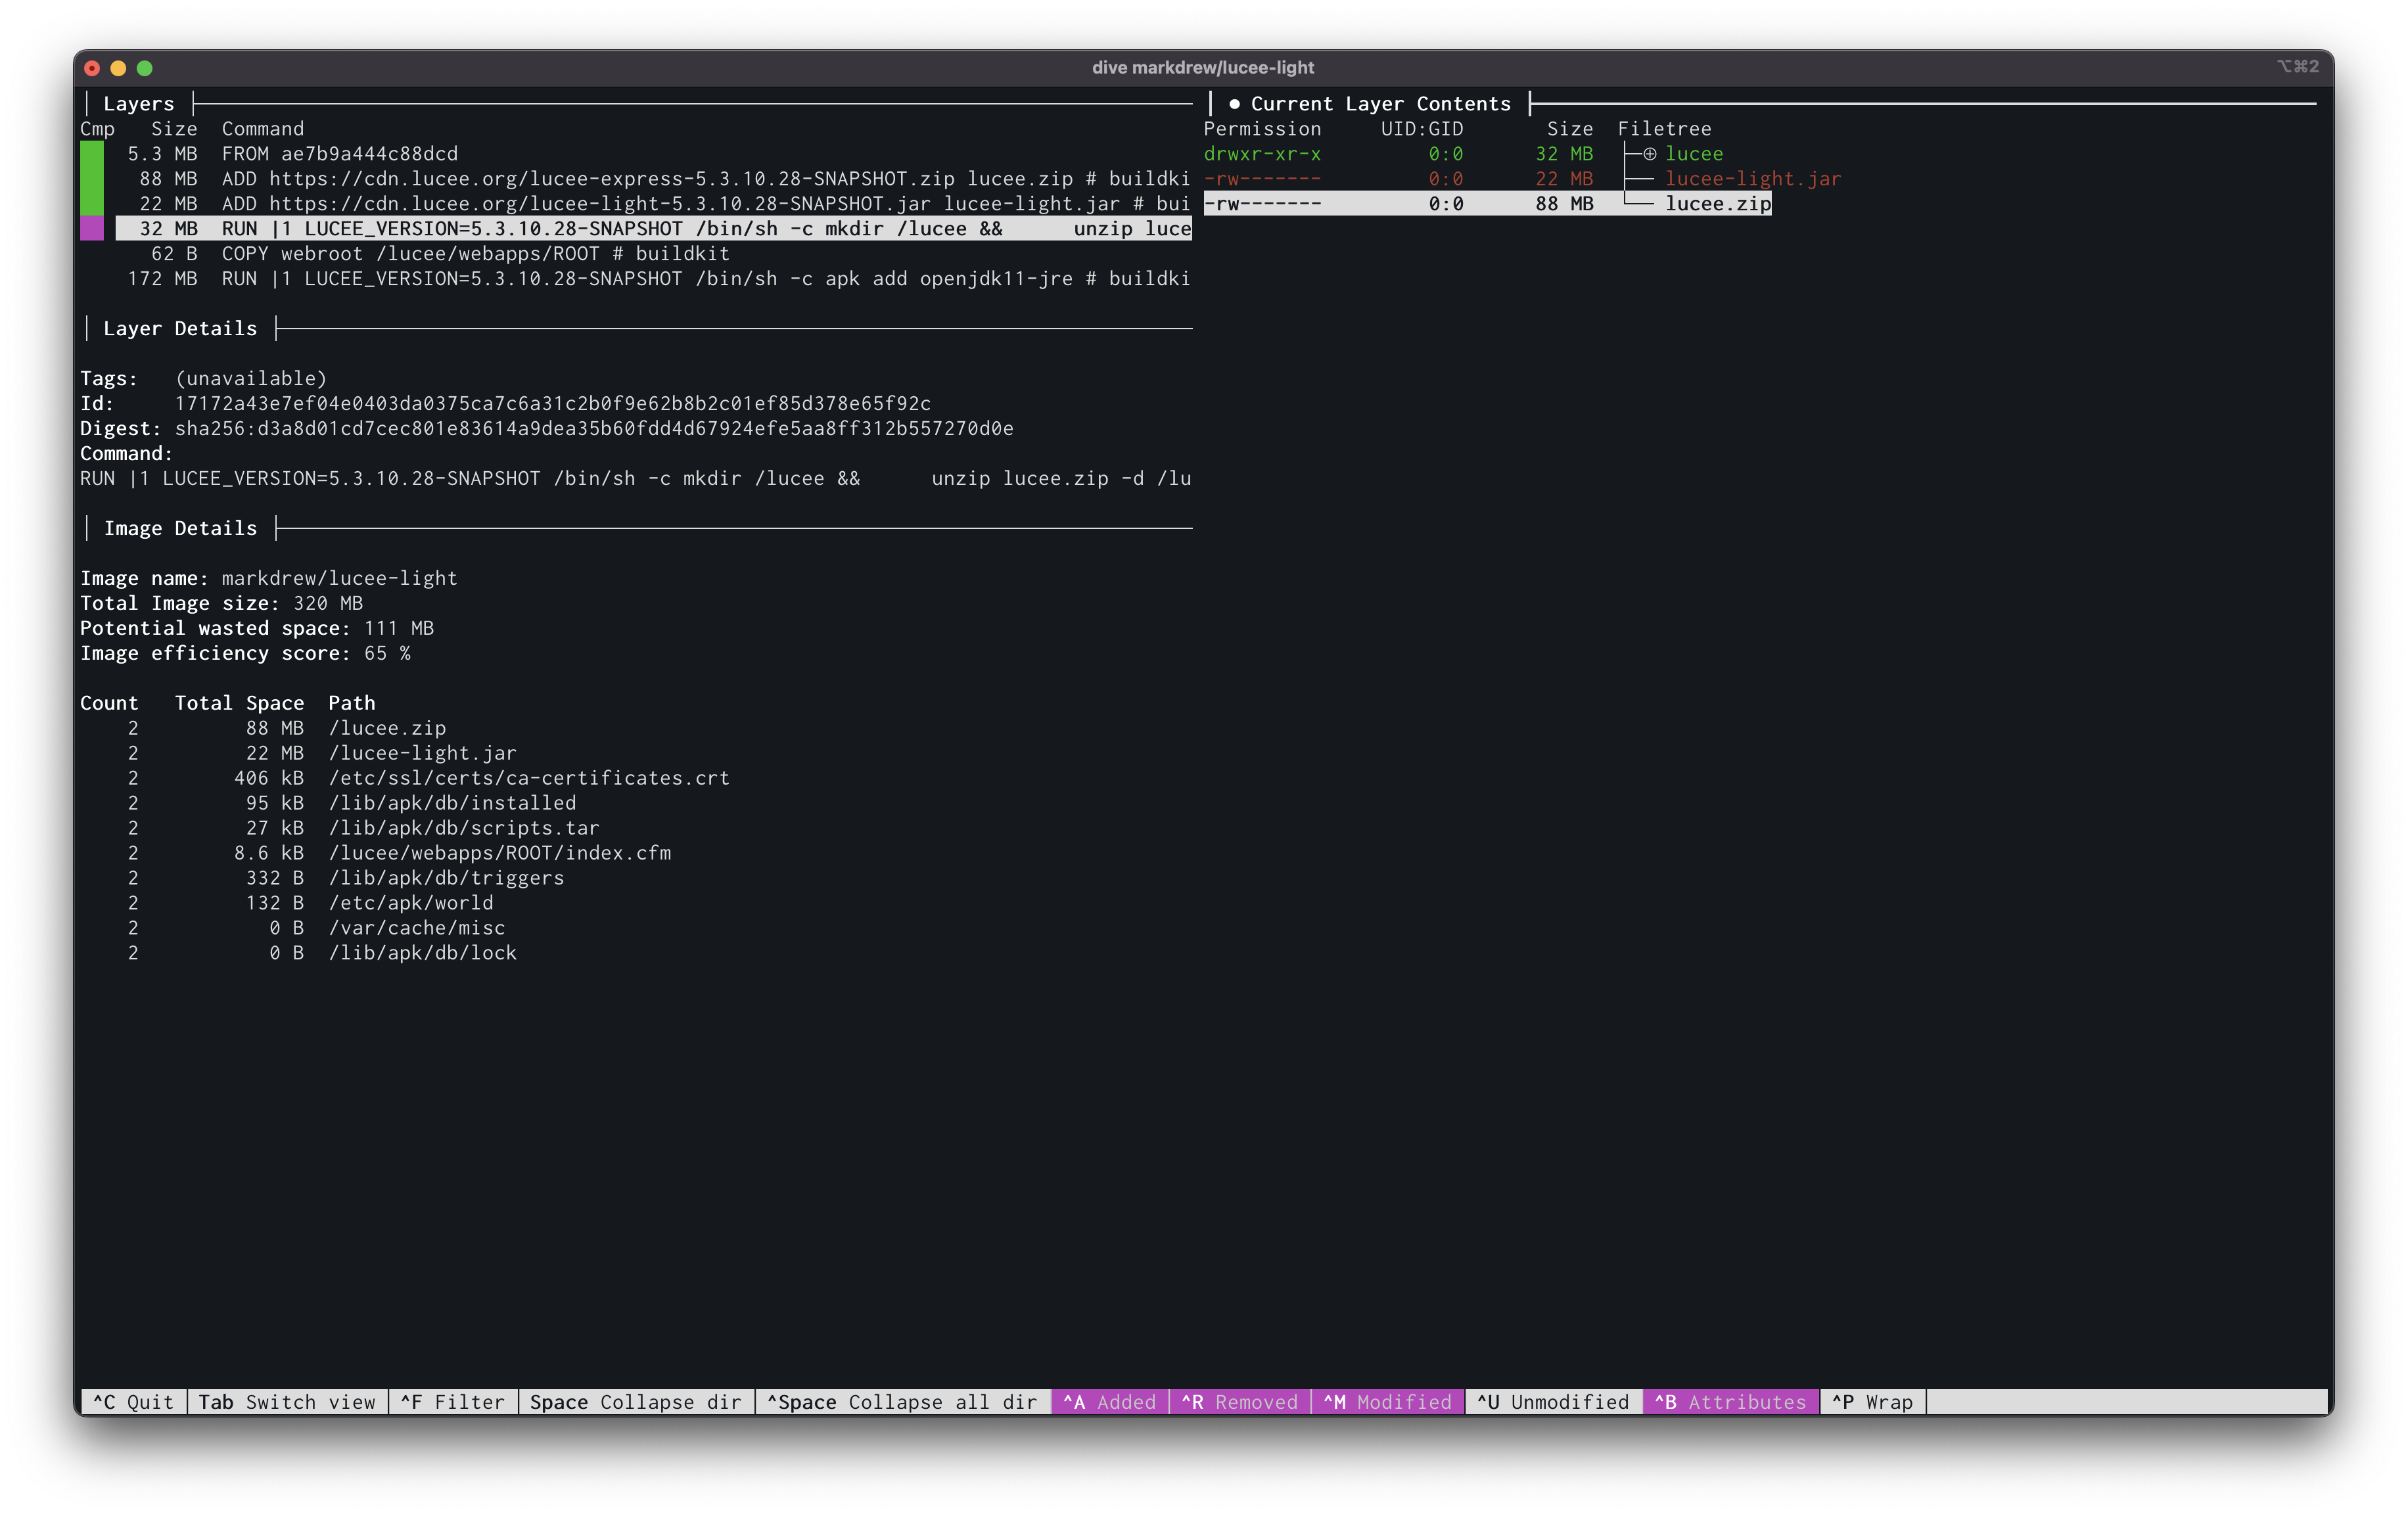 dive markdrew/lucee-light
⌥⌘2
Layers
Cmp Size Command
5.3 MB FROM ae7b9a444c88dcd
88 MB ADD https://cdn.lucee.org/lucee-express-5.3.10.28-SNAPSHOT.zip lucee.zip # buildki
22 MB ADD https://cdn.lucee.org/lucee-light-5.3.10.28-SNAPSHOT.jar lucee-light.jar # bui
32 MB RUN |1 LUCEE_VERSION=5.3.10.28-SNAPSHOT /bin/sh -c mkdir /lucee && unzip luce
62 B COPY webroot /lucee/webapps/ROOT # buildkit
172 MB RUN |1 LUCEE_VERSION=5.3.10.28-SNAPSHOT /bin/sh -c apk add openjdk11-jre # buildki
Layer Details
Tags: (unavailable)
Id: 17172a43e7ef04e0403da0375ca7c6a31c2b0f9e62b8b2c01ef85d378e65f92c
Digest: sha256:d3a8d01cd7cec801e83614a9dea35b60fdd4d67924efe5aa8ff312b557270d0e
Command:
RUN |1 LUCEE_VERSION=5.3.10.28-SNAPSHOT /bin/sh -c mkdir /lucee && unzip lucee.zip -d /lu
Image Details
Image name: markdrew/lucee-light
Total Image size: 320 MB
Potential wasted space: 111 MB
Image efficiency score: 65 %
Count Total Space Path
2 88 MB /lucee.zip
2 22 MB /lucee-light.jar
2 406 kB /etc/ssl/certs/ca-certificates.crt
2 95 kB /lib/apk/db/installed
2 27 kB /lib/apk/db/scripts.tar
2 8.6 kB /lucee/webapps/ROOT/index.cfm
2 332 B /lib/apk/db/triggers
2 132 B /etc/apk/world
2 0 B /var/cache/misc
2 0 B /lib/apk/db/lock
● Current Layer Contents
Permission UID:GID Size Filetree
drwxr-xr-x 0:0 32 MB ├─⊕ lucee
-rw------- 0:0 22 MB ├── lucee-light.jar
-rw------- 0:0 88 MB └── lucee.zip
^C Quit Tab Switch view ^F Filter Space Collapse dir ^Space Collapse all dir ^A Added ^R Removed ^M Modified ^U Unmodified ^B Attributes ^P Wrap